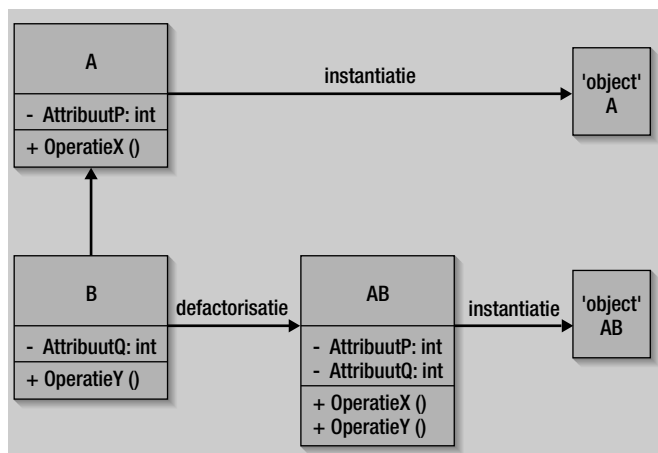 A
- AttribuutP: int
+ OperatieX ()
instantiatie
'object'
A
B
- AttribuutQ: int
+ OperatieY ()
defactorisatie
AB
- AttribuutP: int
- AttribuutQ: int
+ OperatieX ()
+ OperatieY ()
instantiatie
'object'
AB